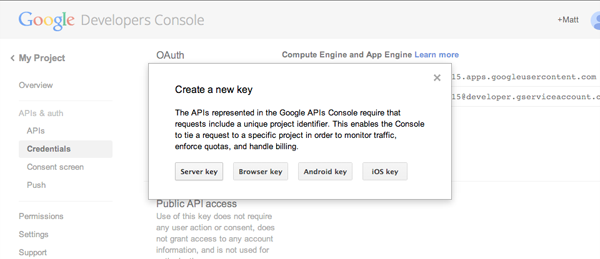 Google Developers Console
+Matt
My Project
Overview
APIs & auth
APIs
Credentials
Consent screen
Push
Permissions
Settings
Support
OAuth
Compute Engine and App Engine Learn more
15.apps.googleusercontent.com
15@developer.gserviceaccount.c
Create a new key
The APIs represented in the Google APIs Console require that
requests include a unique project identifier. This enables the Console
to tie a request to a specific project in order to monitor traffic,
enforce quotas, and handle billing.
Server key
Browser key
Android key
iOS key
Public API access
Use of this key does not require
any user action or consent, does
not grant access to any account
information, and is not used for